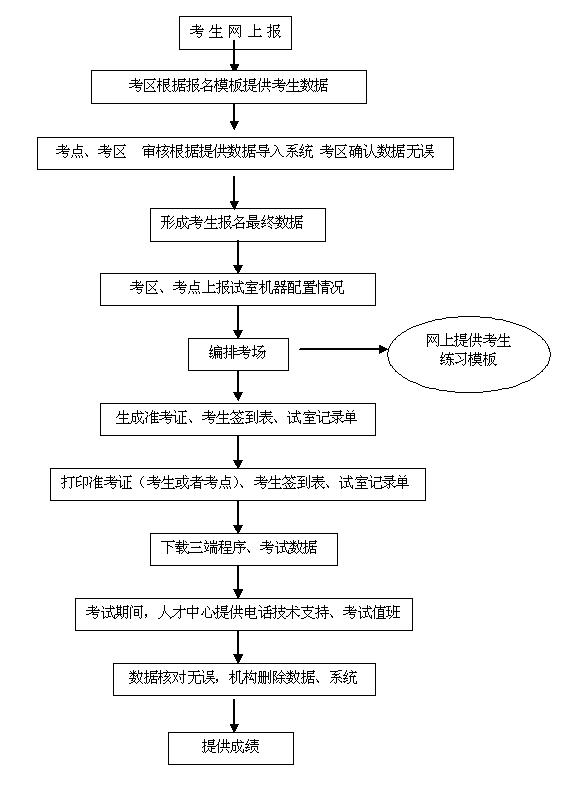 考生网上报
考区根据报名模板提供考生数据
考点、考区 审核根据提供数据导入系统 考区确认数据无误
形成考生报名最终数据
考区、考点上报试室机器配置情况
编排考场
网上提供考生
练习模板
生成准考证、考生签到表、试室记录单
打印准考证（考生或者考点）、考生签到表、试室记录单
下载三端程序、考试数据
考试期间，人才中心提供电话技术支持、考试值班
数据核对无误，机构删除数据、系统
提供成绩